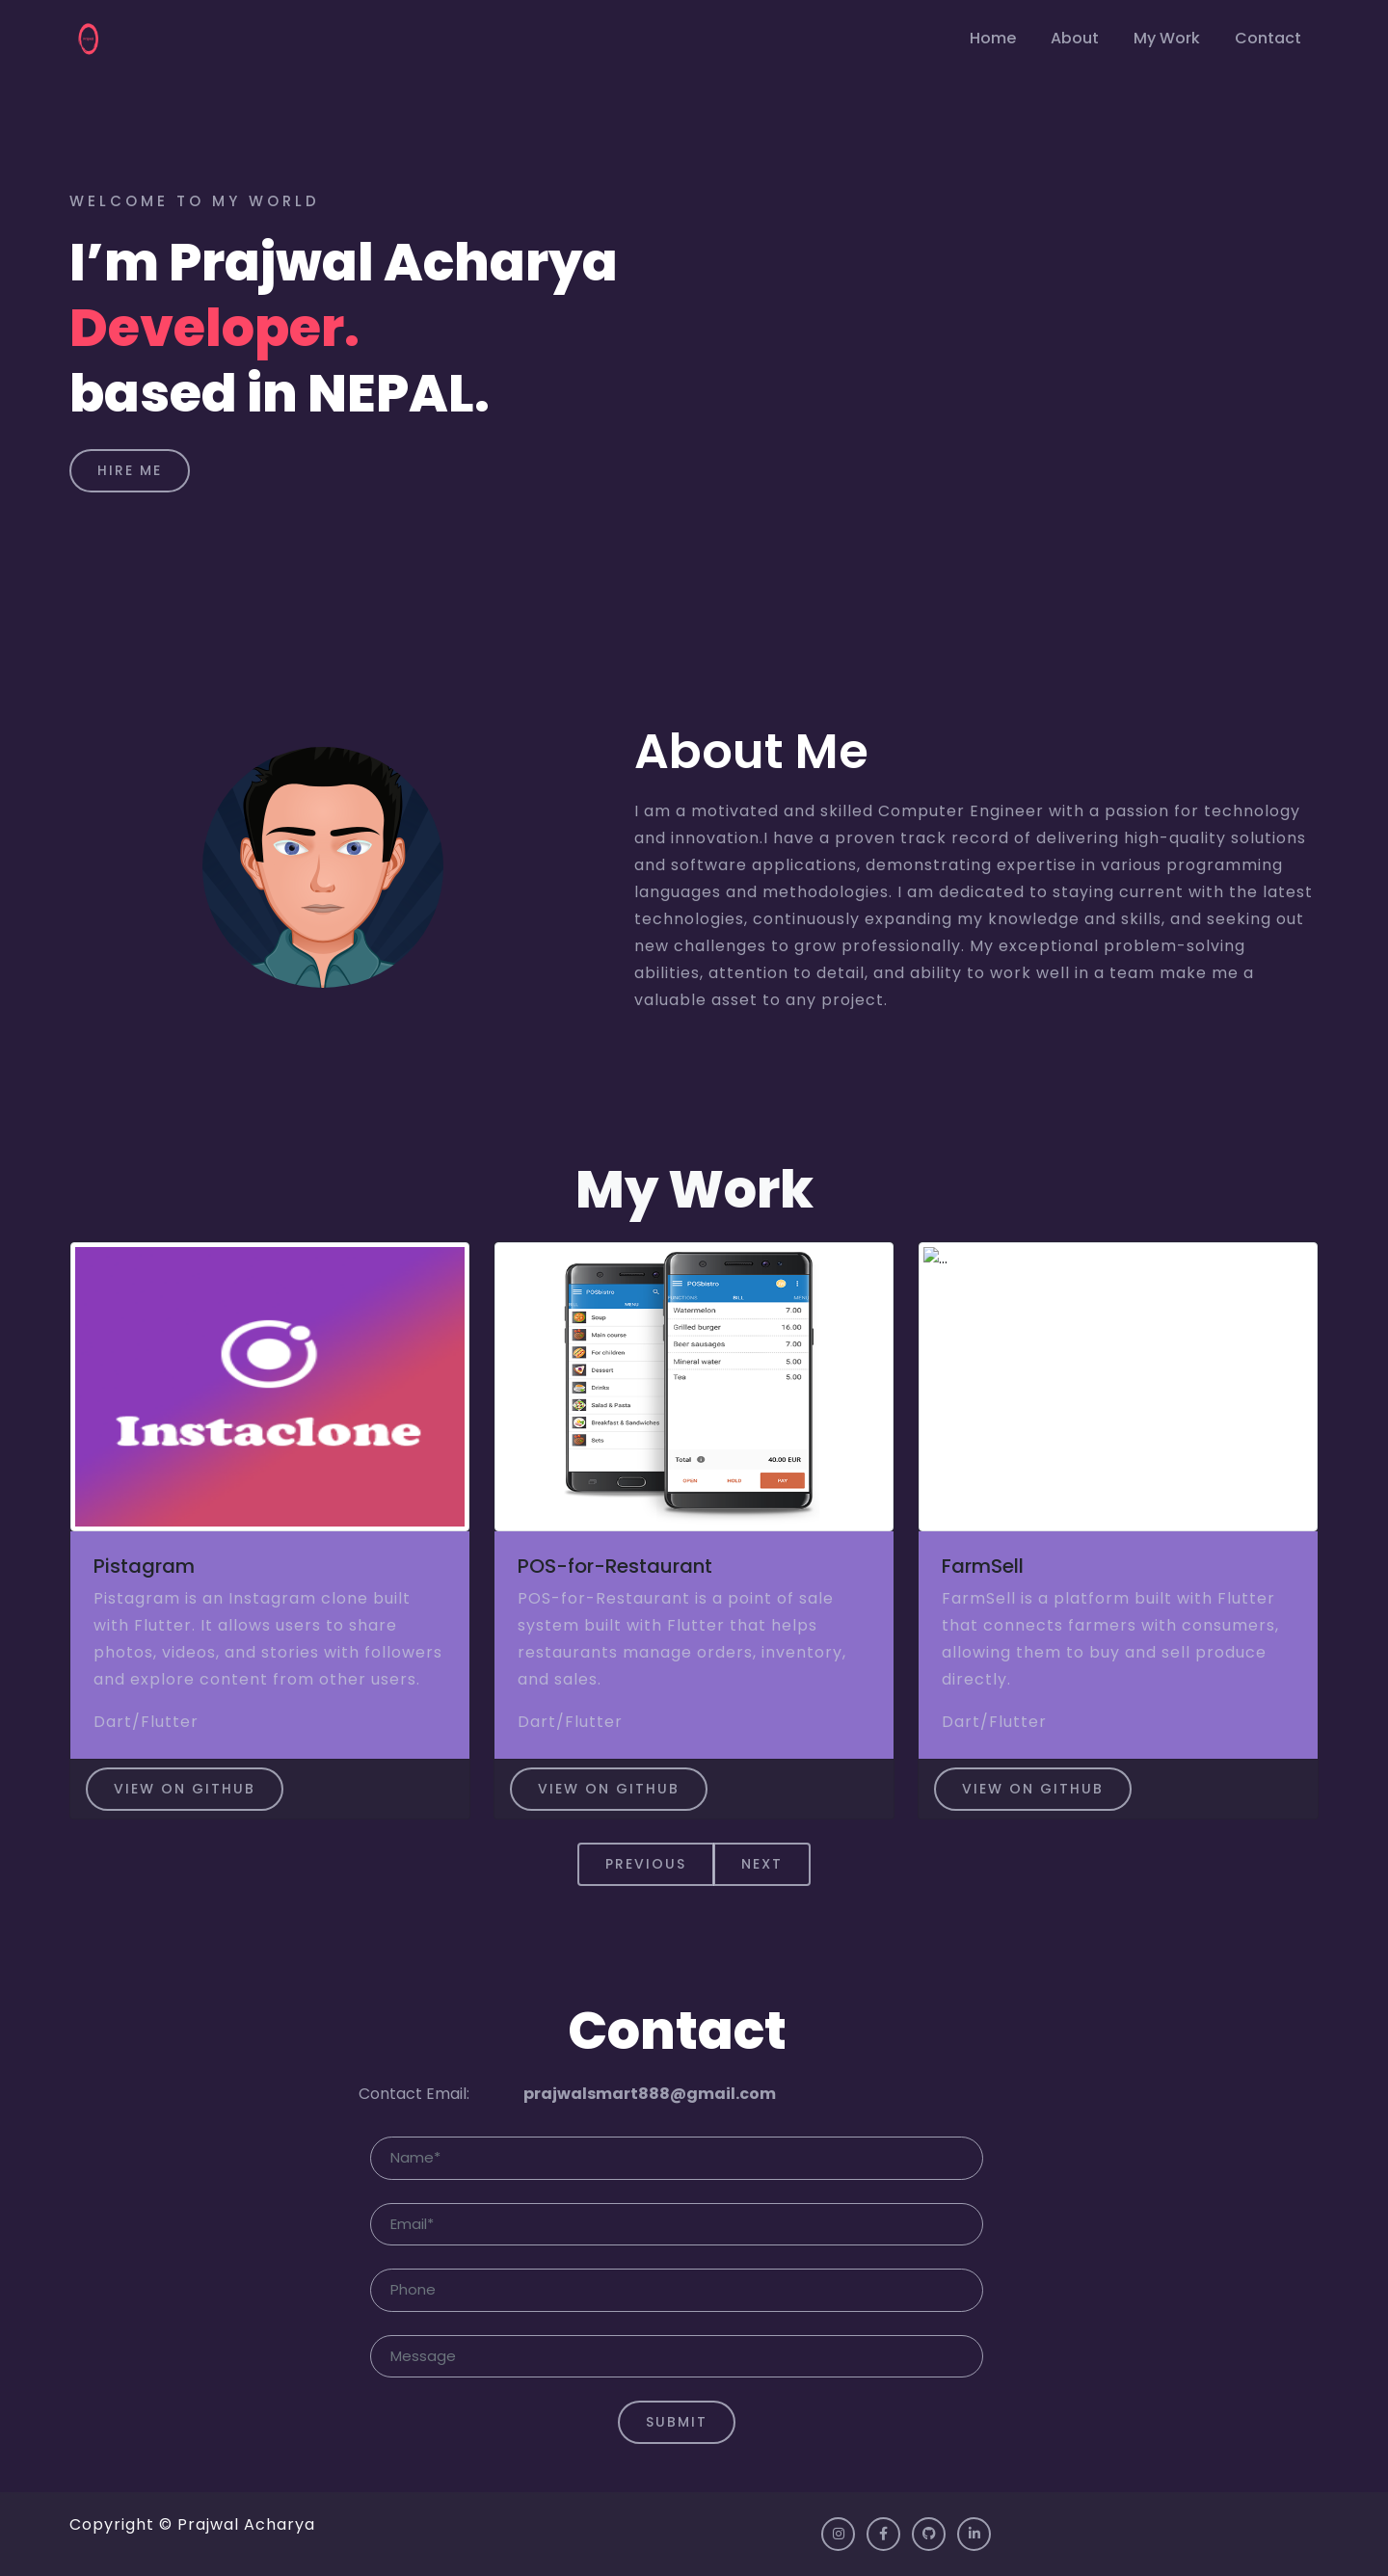 Home About My Work Contact
WELCOME TO MY WORLD
I’m Prajwal Acharya
Developer.
based in NEPAL.
HIRE ME
About Me
I am a motivated and skilled Computer Engineer with a passion for technology
and innovation.I have a proven track record of delivering high-quality solutions
and software applications, demonstrating expertise in various programming
languages and methodologies. I am dedicated to staying current with the latest
technologies, continuously expanding my knowledge and skills, and seeking out
new challenges to grow professionally. My exceptional problem-solving
abilities, attention to detail, and ability to work well in a team make me a
valuable asset to any project.
My Work
Instaclone
POSbistro
MENU
Soup
Main course
For children
Dessert
Drinks
Salad & Pasta
Breakfast & Sandwiches
Sets
POSbistro
FUNCTIONS BILL MENU
Watermelon 7.00
Grilled burger 16.00
Beer sausages 7.00
Mineral water 5.00
Tea 5.00
Total 40.00 EUR
OPEN HOLD PAY
...
Pistagram
Pistagram is an Instagram clone built
with Flutter. It allows users to share
photos, videos, and stories with followers
and explore content from other users.
Dart/Flutter
VIEW ON GITHUB
POS-for-Restaurant
POS-for-Restaurant is a point of sale
system built with Flutter that helps
restaurants manage orders, inventory,
and sales.
Dart/Flutter
VIEW ON GITHUB
FarmSell
FarmSell is a platform built with Flutter
that connects farmers with consumers,
allowing them to buy and sell produce
directly.
Dart/Flutter
VIEW ON GITHUB
PREVIOUS NEXT
Contact
Contact Email: prajwalsmart888@gmail.com
Name*
Email*
Phone
Message
SUBMIT
Copyright © Prajwal Acharya